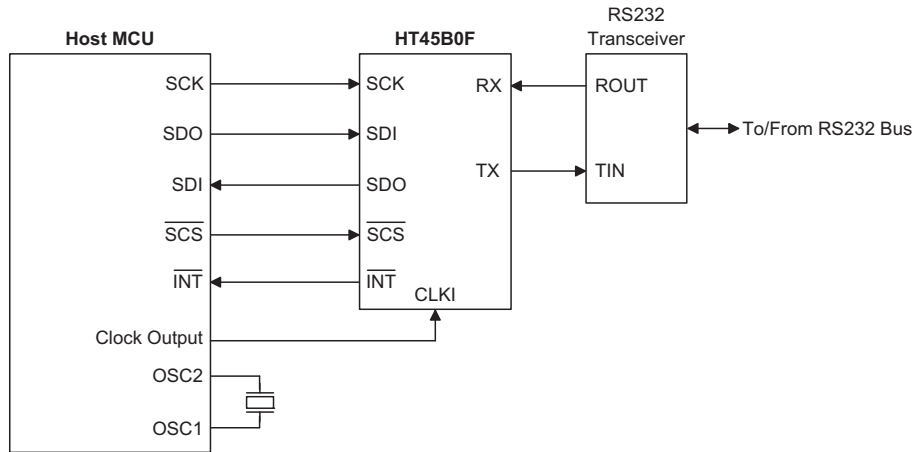 RS232
Transceiver
Host MCU
HT45B0F
SCK
SCK
RX
ROUT
SDO
SDI
To/From RS232 Bus
SDI
SDO
TX
TIN
SCS
SCS
INT
INT
CLKI
Clock Output
OSC2
OSC1